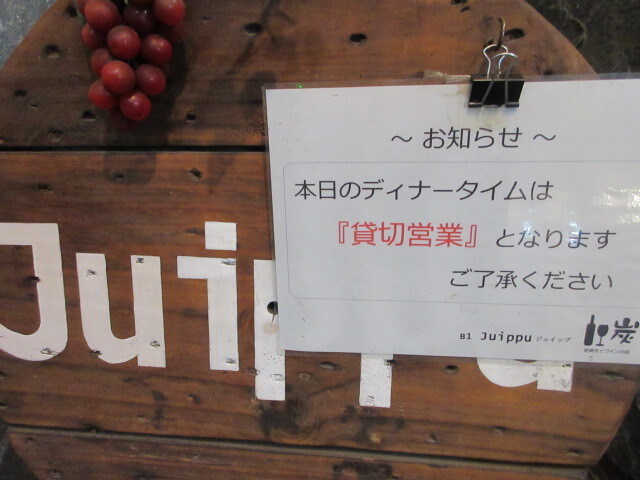 ～ お知らせ ～
本日のディナータイムは
『貸切営業』となります
ご了承ください
B1 Juippu ジュイップ
炭
Juippu